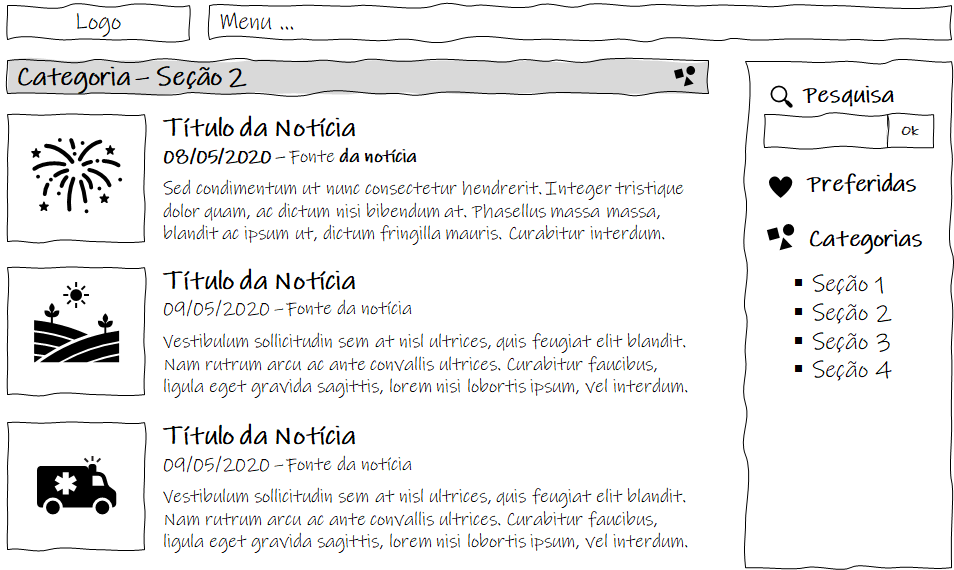 Logo
Menu ...
Categoria – Seção 2
Título da Notícia
08/05/2020 – Fonte da notícia
Sed condimentum ut nunc consectetur hendrerit. Integer tristique
dolor quam, ac dictum nisi bibendum at. Phasellus massa massa,
blandit ac ipsum ut, dictum fringilla mauris. Curabitur interdum.
Título da Notícia
09/05/2020 – Fonte da notícia
Vestibulum sollicitudin sem at nisl ultrices, quis feugiat elit blandit.
Nam rutrum arcu ac ante convallis ultrices. Curabitur faucibus,
ligula eget gravida sagittis, lorem nisi lobortis ipsum, vel interdum.
Título da Notícia
09/05/2020 – Fonte da notícia
Vestibulum sollicitudin sem at nisl ultrices, quis feugiat elit blandit.
Nam rutrum arcu ac ante convallis ultrices. Curabitur faucibus,
ligula eget gravida sagittis, lorem nisi lobortis ipsum, vel interdum.
Pesquisa
Ok
Preferidas
Categorias
▪ Seção 1
▪ Seção 2
▪ Seção 3
▪ Seção 4